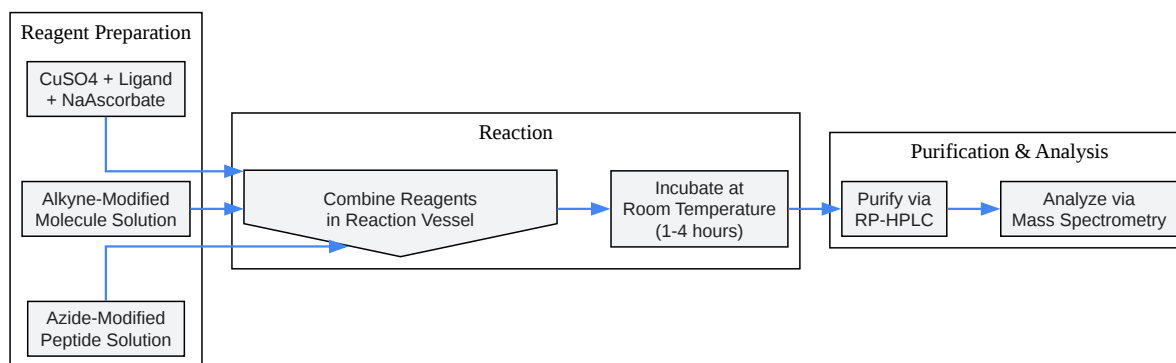 Reagent Preparation
CuSO4 + Ligand
+ NaAscorbate
Alkyne-Modified
Molecule Solution
Azide-Modified
Peptide Solution
Reaction
Combine Reagents
in Reaction Vessel
Incubate at
Room Temperature
(1-4 hours)
Purification & Analysis
Purify via
RP-HPLC
Analyze via
Mass Spectrometry